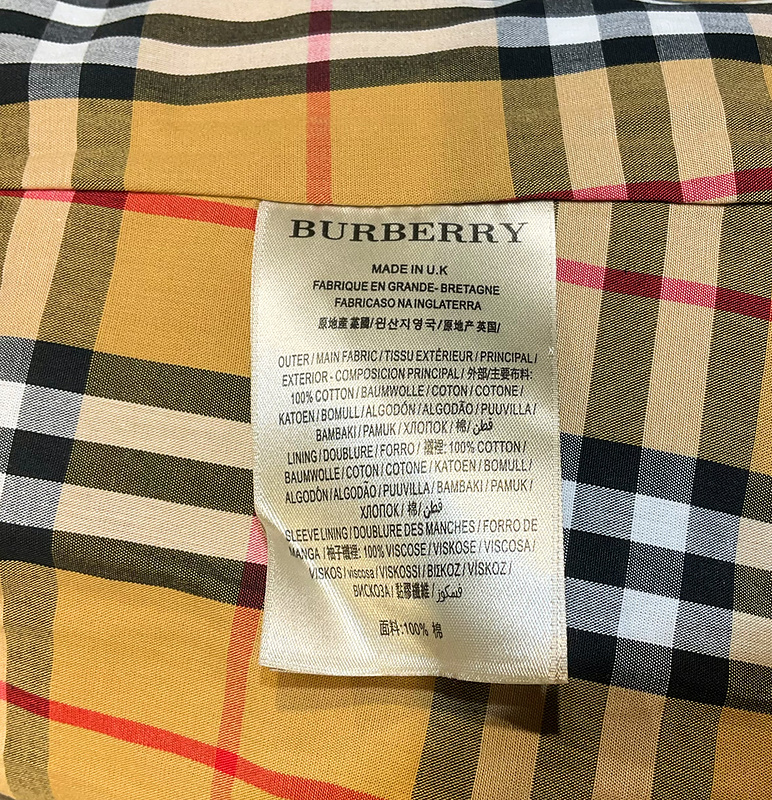 BURBERRY
MADE IN U.K
FABRIQUE EN GRANDE- BRETAGNE
FABRICASO NA INGLATERRA
原地產 英國/원산지영국/原地产 英国/
OUTER / MAIN FABRIC / TISSU EXTÉRIEUR / PRINCIPAL /
EXTERIOR - COMPOSICION PRINCIPAL / 外部/主要布料:
100% COTTON / BAUMWOLLE / COTON / COTONE /
KATOEN / BOMULL / ALGODÓN / ALGODÃO / PUUVILLA /
BAMBAKI / PAMUK / ХЛОПОК / 棉/ قطن/
LINING / DOUBLURE / FORRO / 襯裡: 100% COTTON /
BAUMWOLLE / COTON / COTONE / KATOEN / BOMULL /
ALGODÓN / ALGODÃO / PUUVILLA / BAMBAKI / PAMUK /
ХЛОПОК / 棉/ قطن
SLEEVE LINING / DOUBLURE DES MANCHES / FORRO DE
MANGA / 袖子襯裡: 100% VISCOSE / VISKOSE / VISCOSA /
VISKOS / viscosa / VISKOSSI / ΒΙΣΚΟΖ / VİSKOZ /
ВИСКОЗА / 黏膠纖維 / فسكوز/
面料:100% 棉